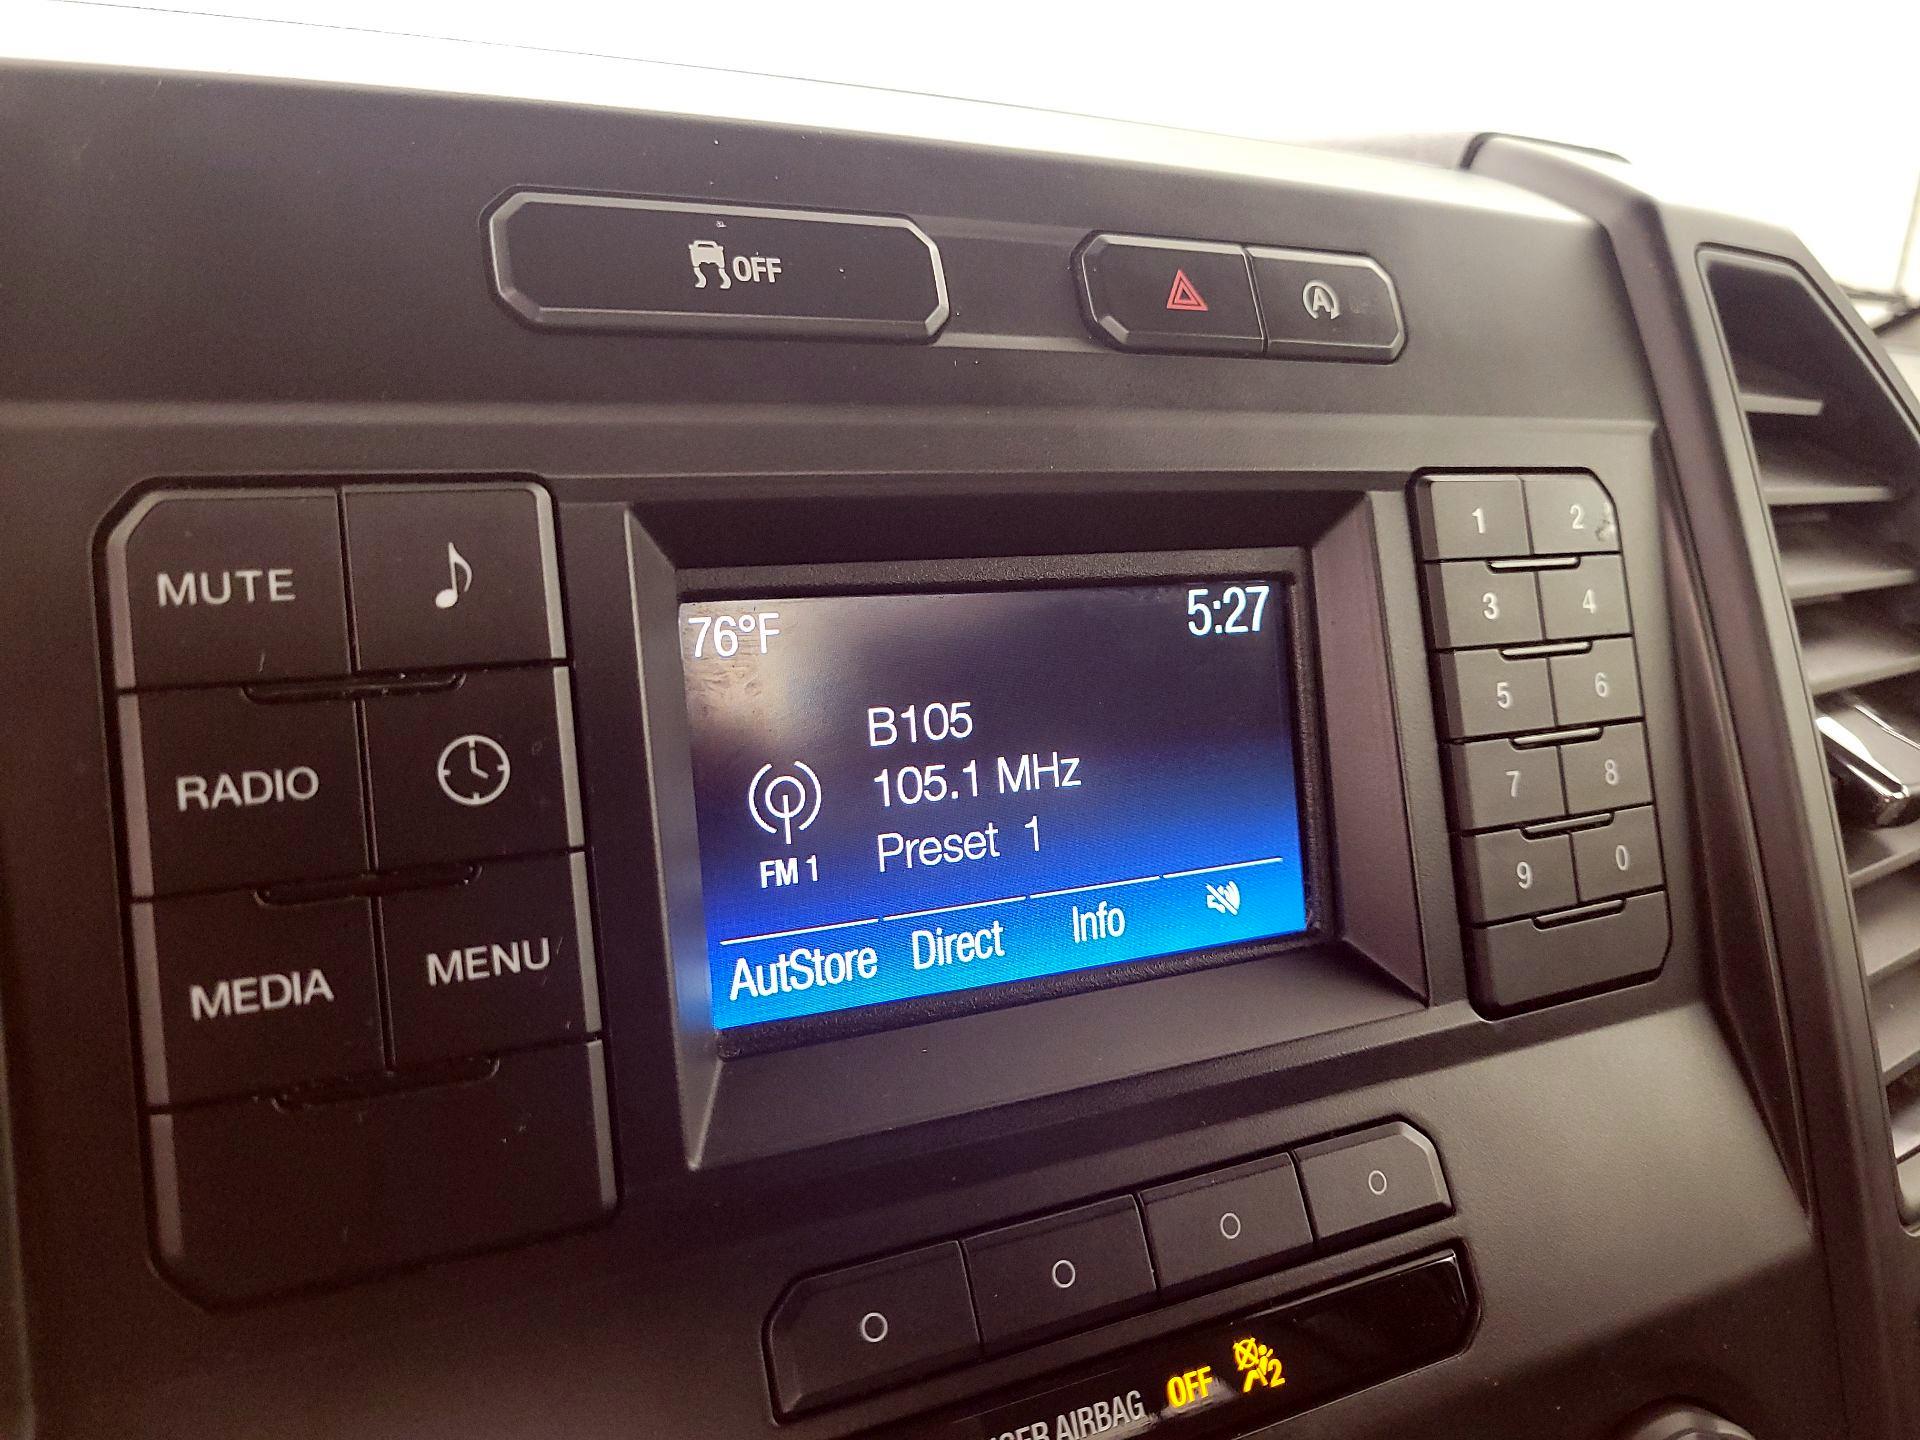 OFF
A
MUTE
RADIO
MEDIA
MENU
76°F
5:27
B105
105.1 MHz
Preset 1
FM 1
AutStore Direct Info
1 2
3 4
5 6
7 8
9 0
AIRBAG OFF 2